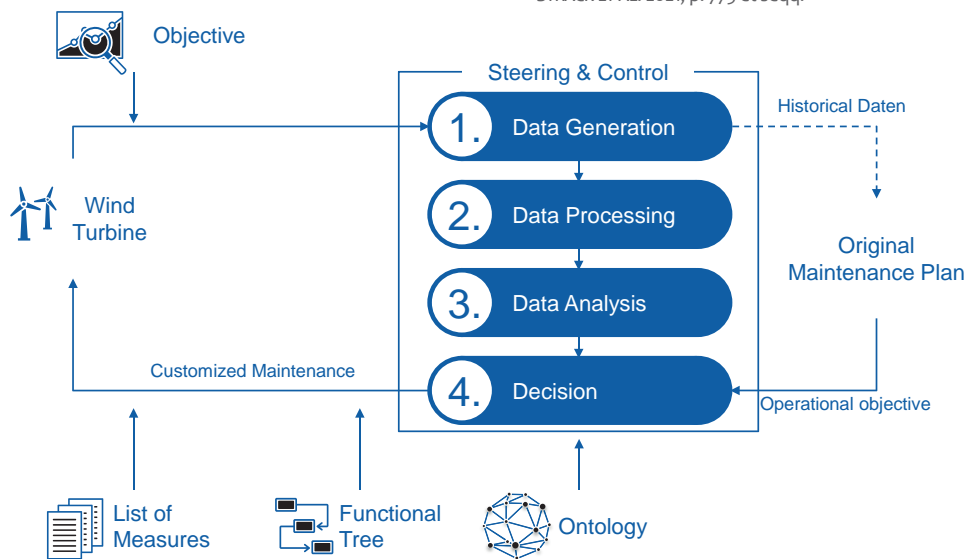 Objective
Steering & Control
1.
Data Generation
Historical Daten
2.
Data Processing
Wind
Turbine
Original
Maintenance Plan
3.
Data Analysis
Customized Maintenance
4.
Decision
Operational objective
List of
Measures
Functional
Tree
Ontology